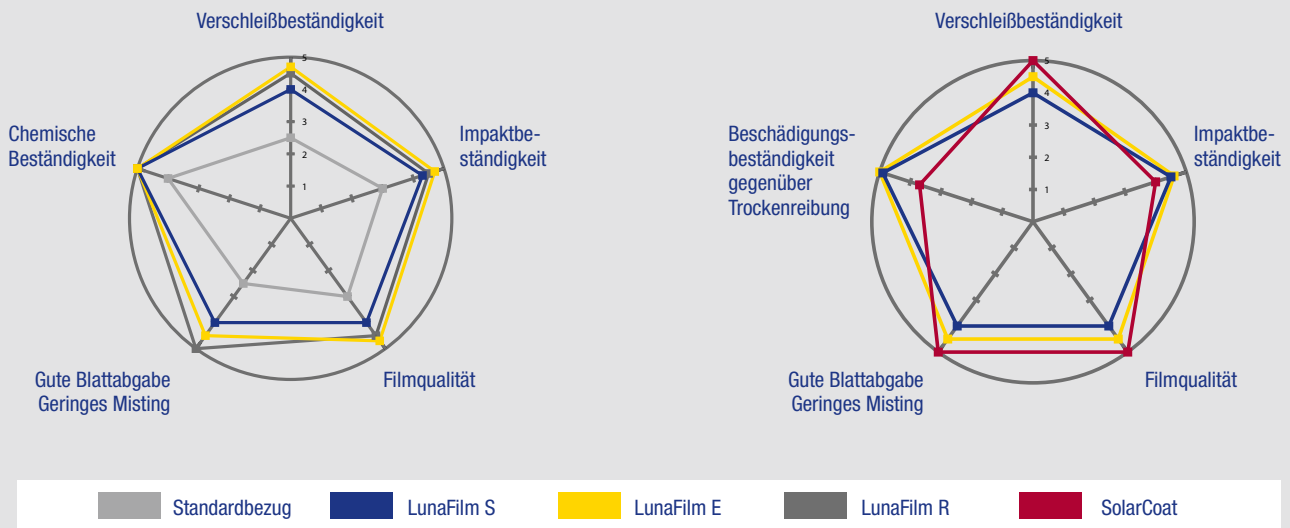 Verschleißbeständigkeit
5
4
3
2
1
Chemische
Beständigkeit
Impaktbe-
ständigkeit
Gute Blattabgabe
Geringes Misting
Filmqualität
Verschleißbeständigkeit
5
4
3
2
1
Beschädigungs-
beständigkeit
gegenüber
Trockenreibung
Impaktbe-
ständigkeit
Gute Blattabgabe
Geringes Misting
Filmqualität
Standardbezug
LunaFilm S
LunaFilm E
LunaFilm R
SolarCoat